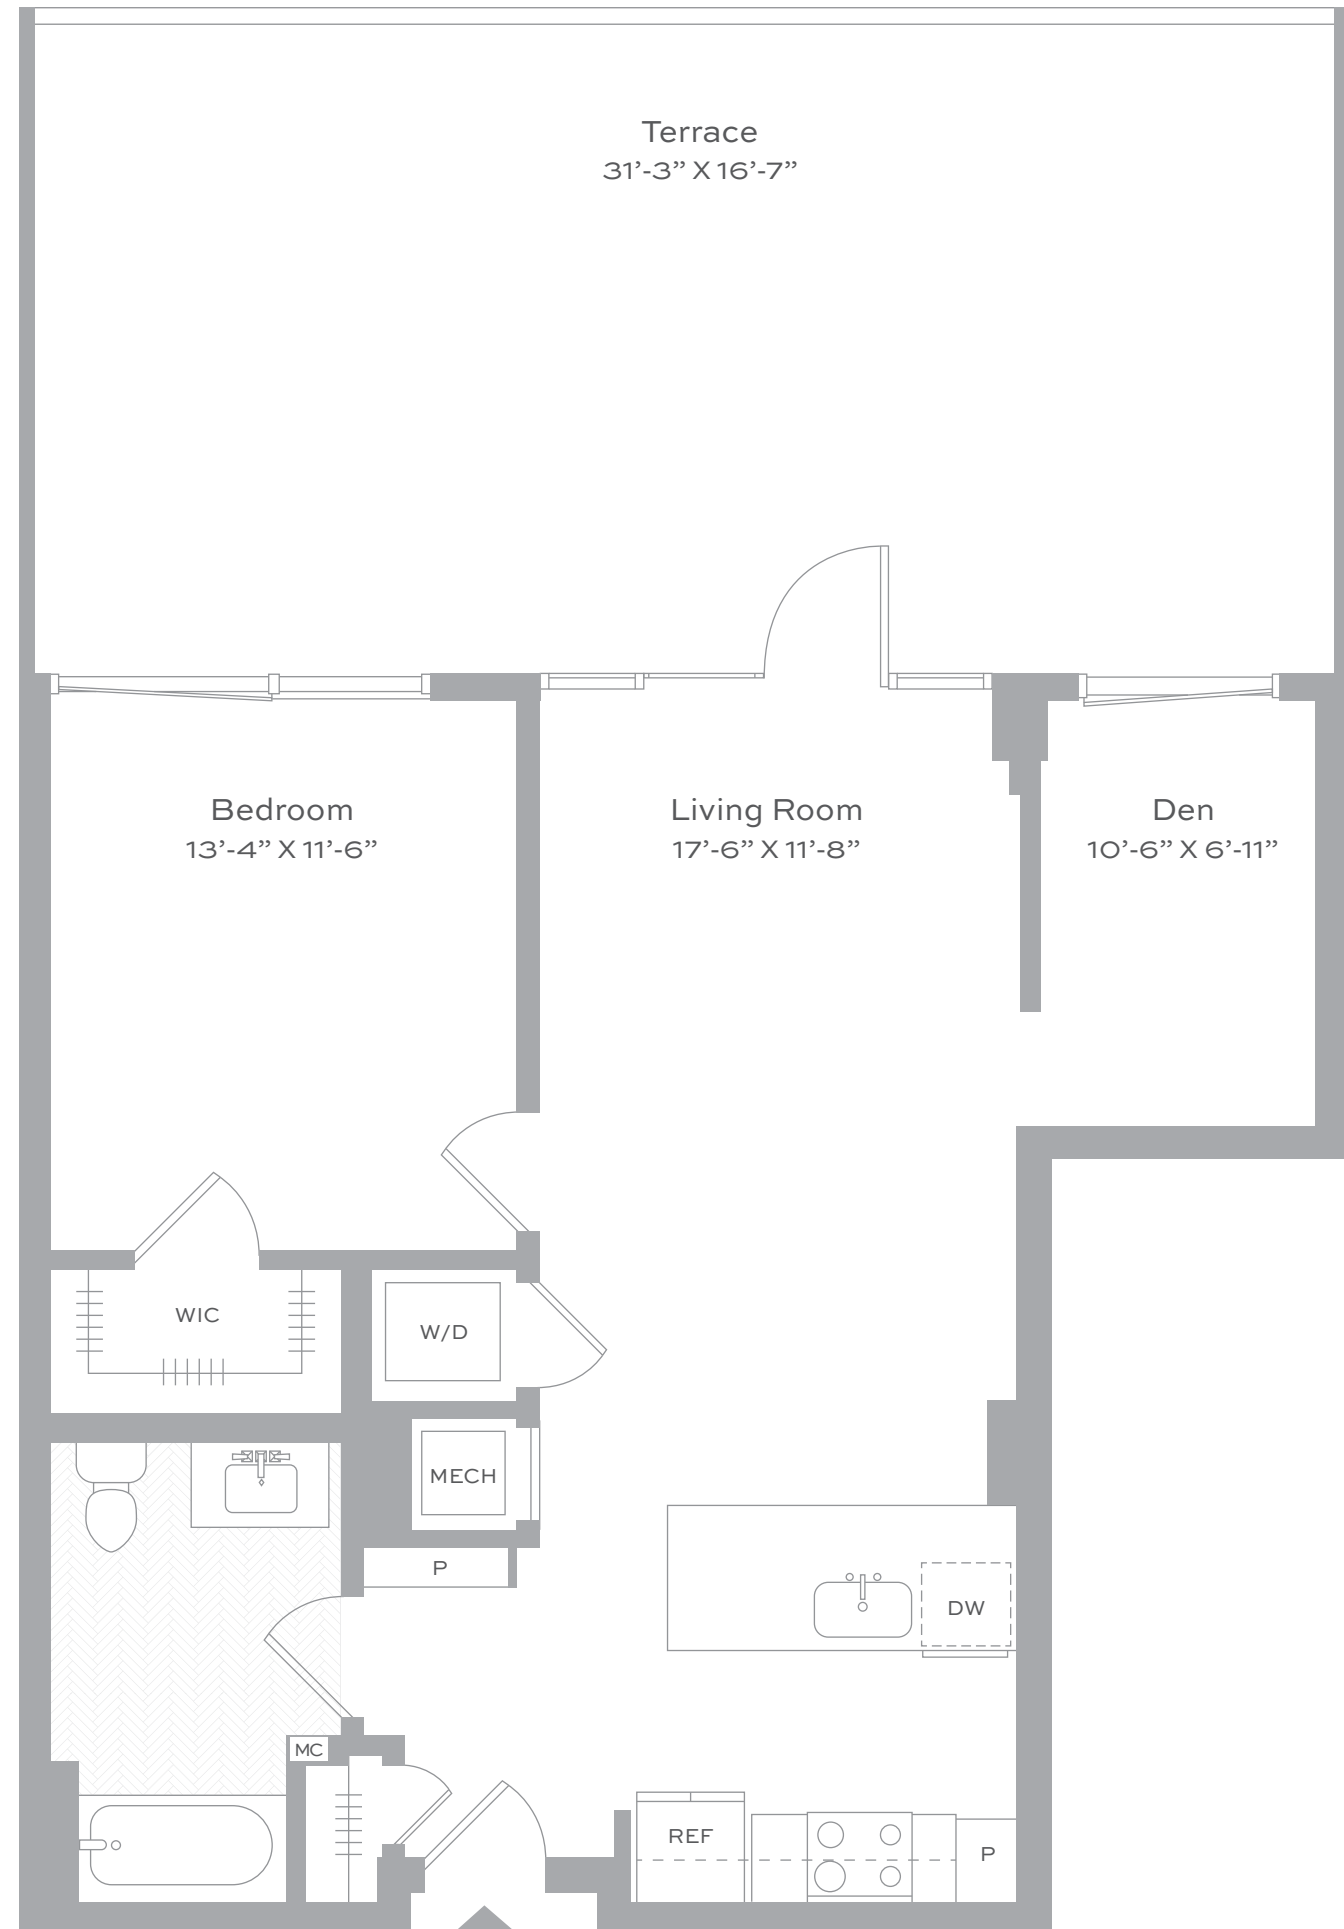 Terrace
31’-3” X 16’-7”
Bedroom
13’-4” X 11’-6”
Living Room
17’-6” X 11’-8”
Den
10’-6” X 6’-11”
WIC
W/D
MECH
P
DW
MC
REF
P